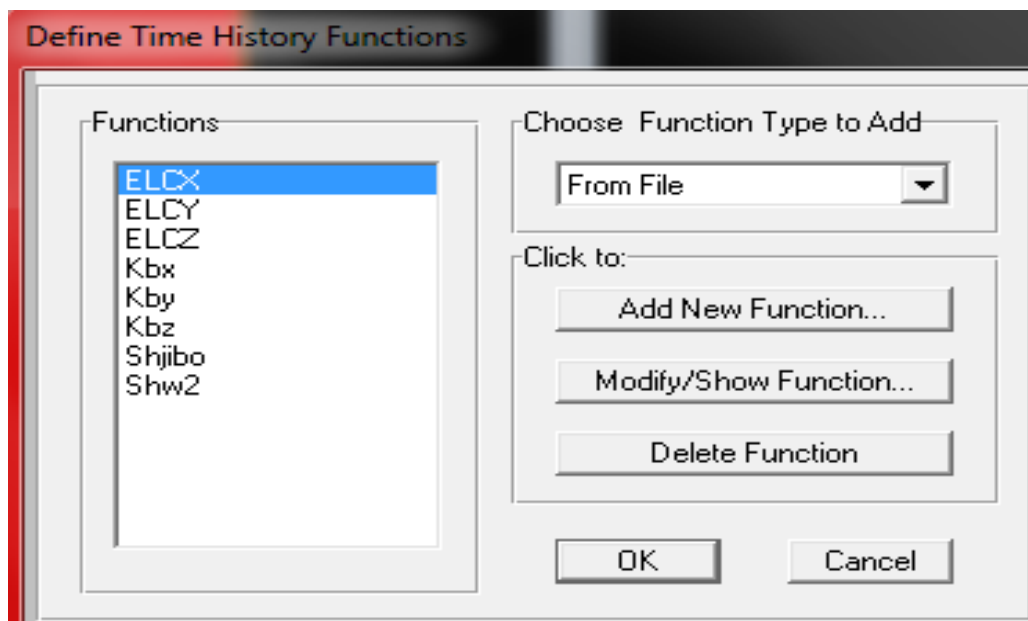 Define Time History Functions
Functions
ELCX
ELCY
ELCZ
Kbx
Kby
Kbz
Shjibo
Shw2
Choose Function Type to Add
From File
Click to:
Add New Function...
Modify/Show Function...
Delete Function
OK
Cancel